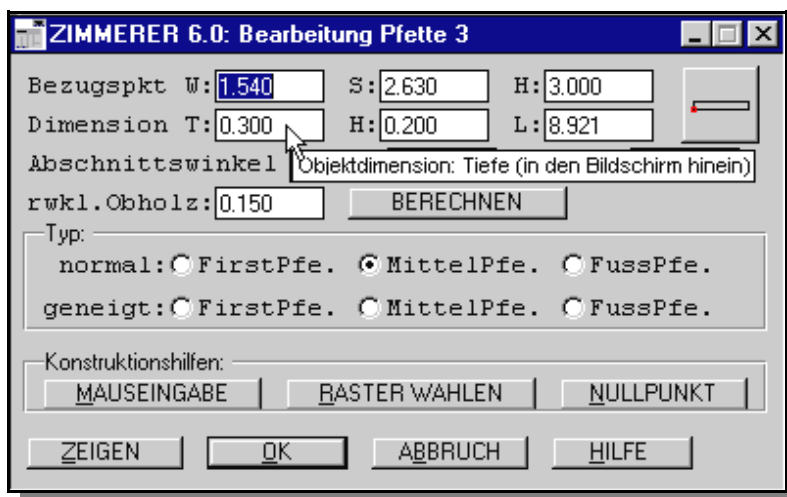 ZIMMERER 6.0: Bearbeitung Pfette 3
Bezugspkt W: 1.540 S: 2.630 H: 3.000
Dimension T: 0.300 H: 0.200 L: 8.921
Abschnittswinkel
Objektdimension: Tiefe (in den Bildschirm hinein)
rwkl.Obholz: 0.150 BERECHNEN
Typ:
normal: FirstPfe. MittelPfe. FussPfe.
geneigt: FirstPfe. MittelPfe. FussPfe.
Konstruktionshilfen:
MAUSEINGABE RASTER WAHLEN NULLPUNKT
ZEIGEN OK ABBRUCH HILFE